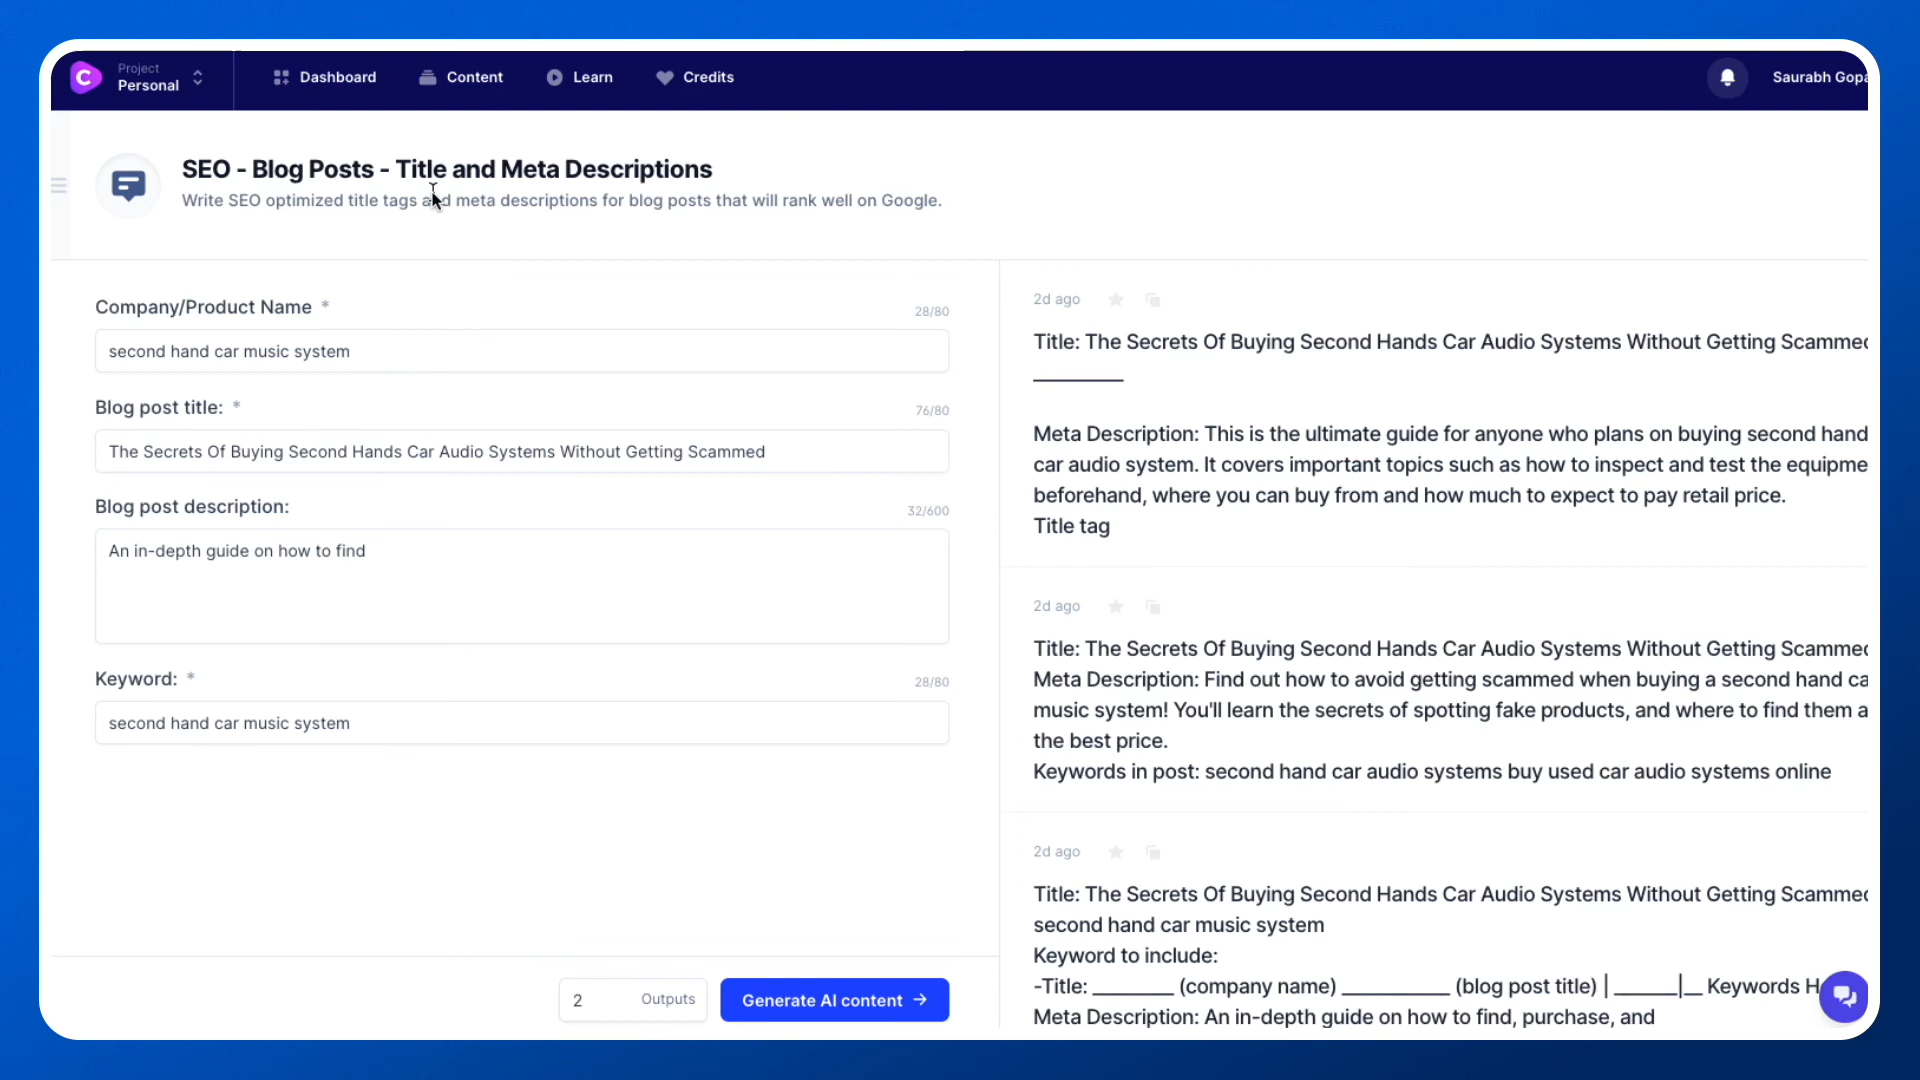 Project
Personal
Dashboard
Content
Learn
Credits
Saurabh Gopa
SEO - Blog Posts - Title and Meta Descriptions
Write SEO optimized title tags and meta descriptions for blog posts that will rank well on Google.
Company/Product Name *
28/80
second hand car music system
Blog post title: *
76/80
The Secrets Of Buying Second Hands Car Audio Systems Without Getting Scammed
Blog post description:
32/600
An in-depth guide on how to find
Keyword: *
28/80
second hand car music system
2 Outputs
Generate AI content →
2d ago
Title: The Secrets Of Buying Second Hands Car Audio Systems Without Getting Scammed
__________
Meta Description: This is the ultimate guide for anyone who plans on buying second hand
car audio system. It covers important topics such as how to inspect and test the equipme
beforehand, where you can buy from and how much to expect to pay retail price.
Title tag
2d ago
Title: The Secrets Of Buying Second Hands Car Audio Systems Without Getting Scammed
Meta Description: Find out how to avoid getting scammed when buying a second hand ca
music system! You'll learn the secrets of spotting fake products, and where to find them a
the best price.
Keywords in post: second hand car audio systems buy used car audio systems online
2d ago
Title: The Secrets Of Buying Second Hands Car Audio Systems Without Getting Scammed
second hand car music system
Keyword to include:
-Title: _________ (company name) ____________ (blog post title) | _______|__ Keywords H
Meta Description: An in-depth guide on how to find, purchase, and